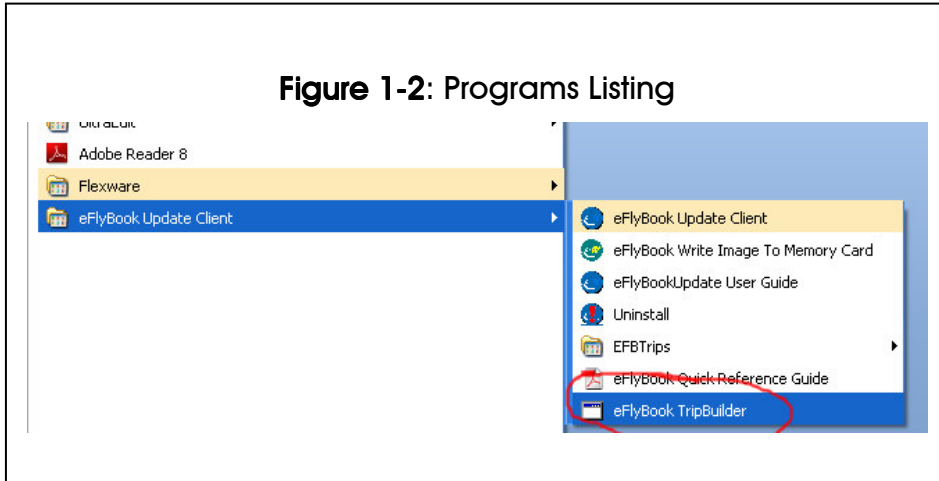 Figure 1-2: Programs Listing
UltraEdit
Adobe Reader 8
Flexware
eFlyBook Update Client
eFlyBook Update Client
eFlyBook Write Image To Memory Card
eFlyBookUpdate User Guide
Uninstall
EFBTrips
eFlyBook Quick Reference Guide
eFlyBook TripBuilder